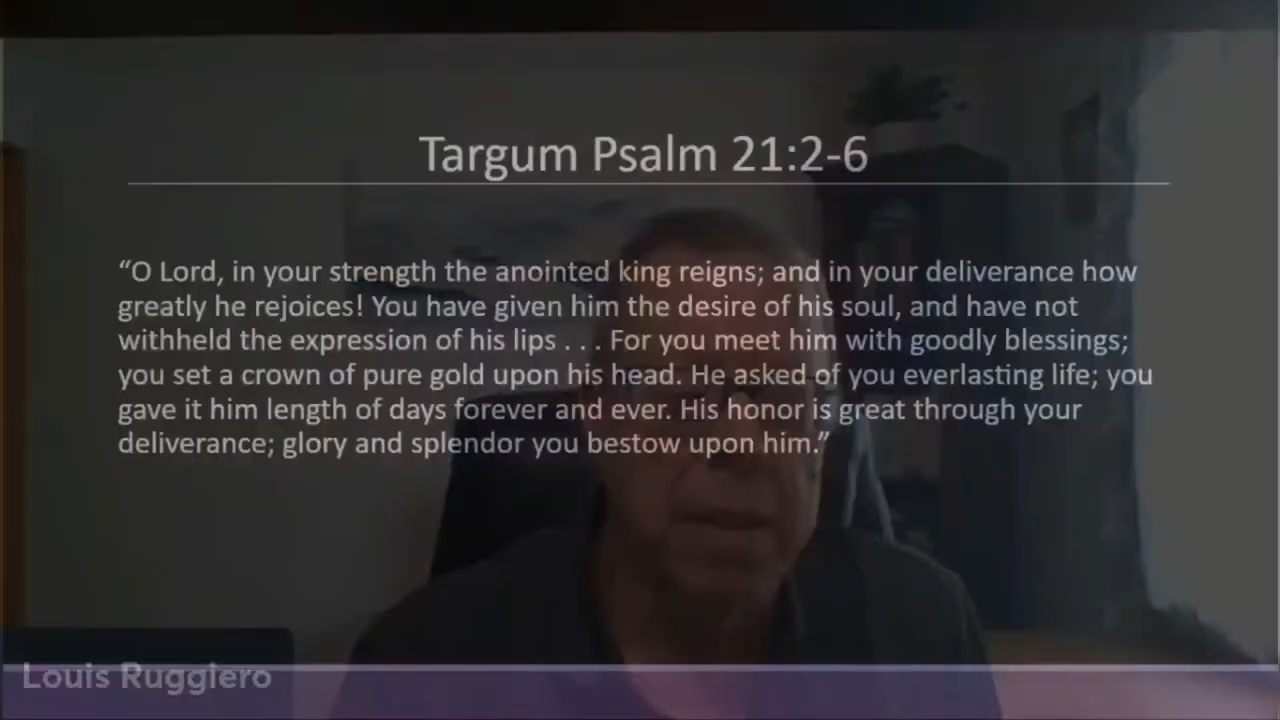 Targum Psalm 21:2-6
“O Lord, in your strength the anointed king reigns; and in your deliverance how
greatly he rejoices! You have given him the desire of his soul, and have not
withheld the expression of his lips . . . For you meet him with goodly blessings;
you set a crown of pure gold upon his head. He asked of you everlasting life; you
gave it him length of days forever and ever. His honor is great through your
deliverance; glory and splendor you bestow upon him.”
Louis Ruggiero